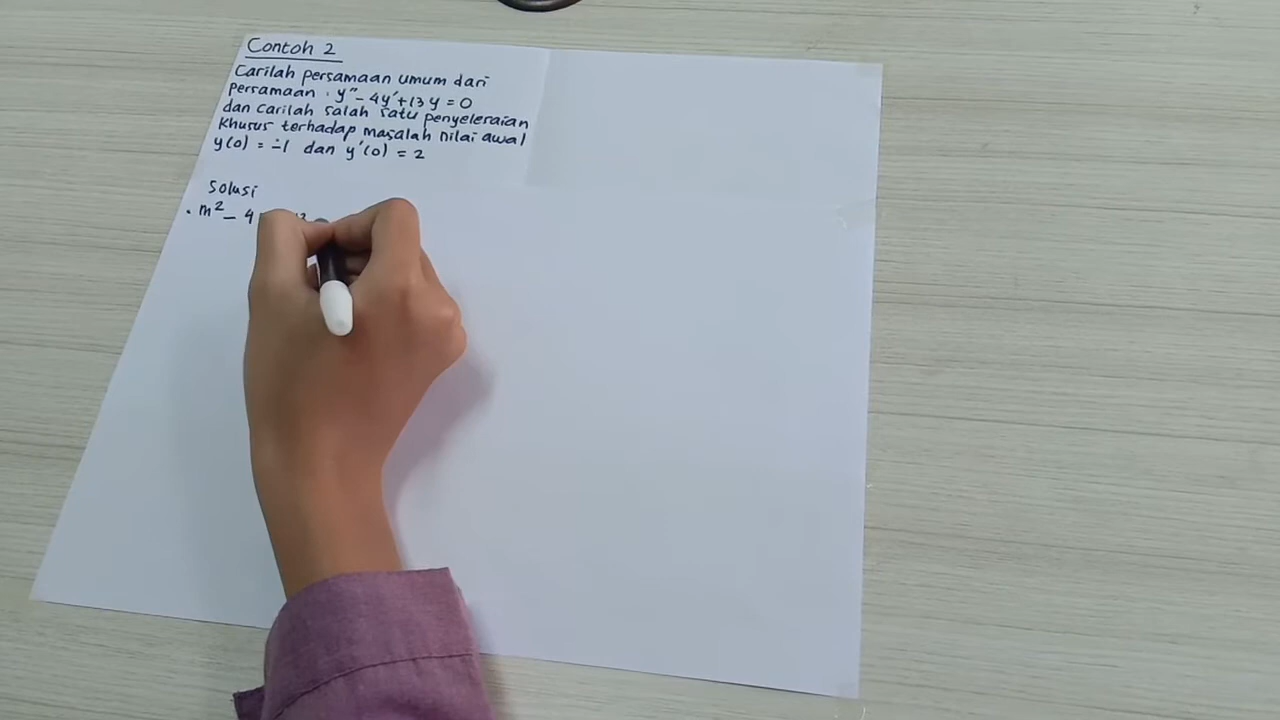 Contoh 2
Carilah persamaan umum dari
persamaan : y" - 4y' + 13 y = 0
dan carilah salah satu penyeleraian
khusus terhadap masalah nilai awal
y(0) = -1 dan y'(0) = 2
Solusi
• m² - 4